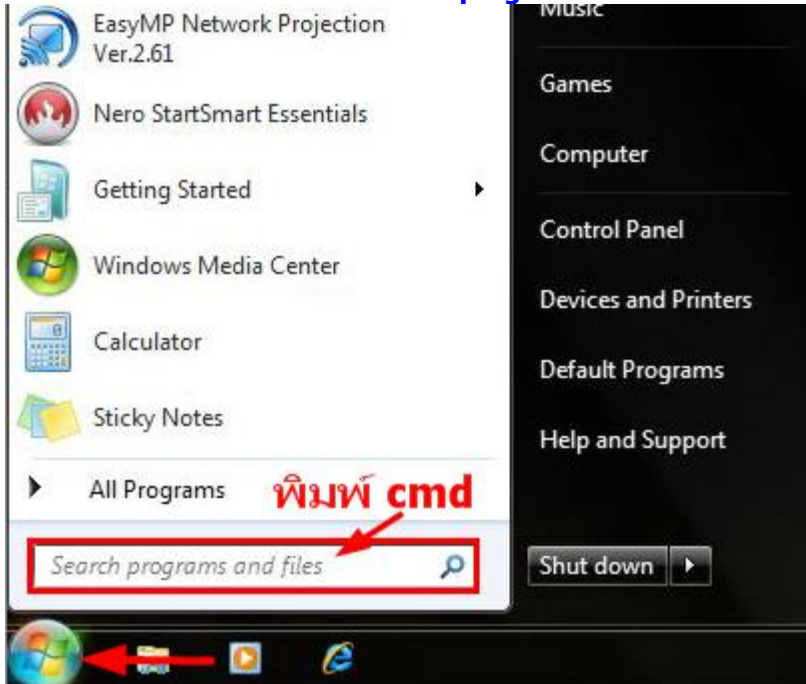 EasyMP Network Projection
Ver.2.61
Nero StartSmart Essentials
Getting Started
Windows Media Center
Calculator
Sticky Notes
All Programs
พิมพ์ cmd
Search programs and files
Music
Games
Computer
Control Panel
Devices and Printers
Default Programs
Help and Support
Shut down